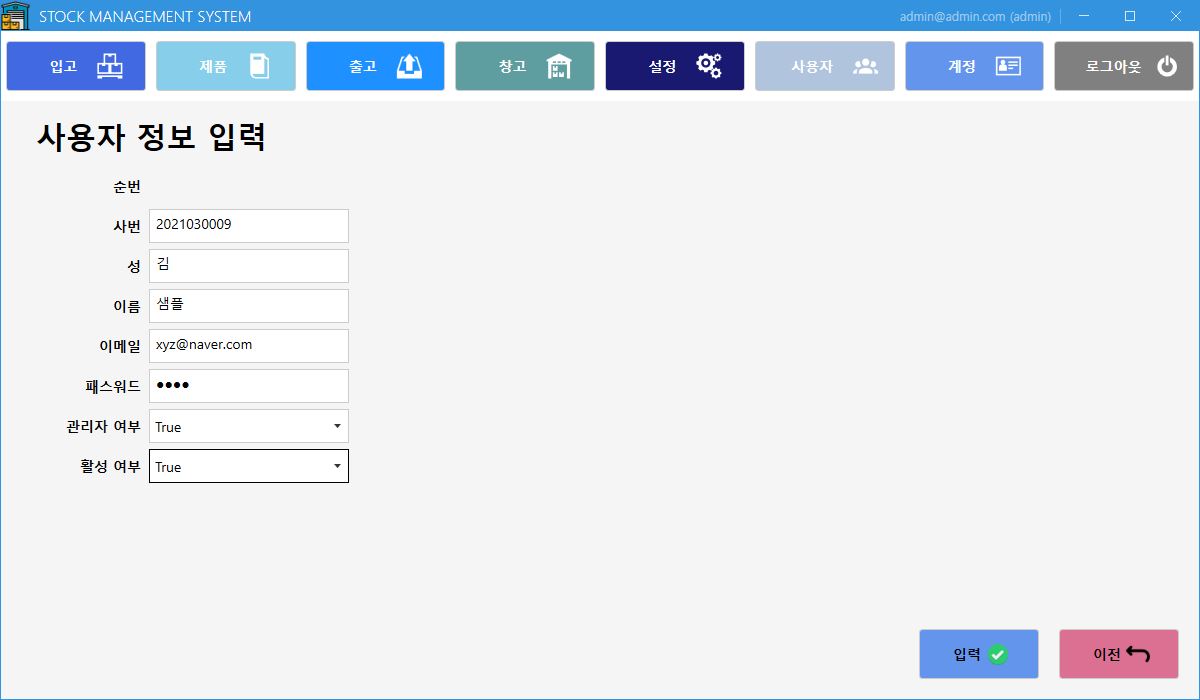 STOCK MANAGEMENT SYSTEM admin@admin.com (admin)
입고 제품 출고 창고 설정 사용자 계정 로그아웃
사용자 정보 입력
순번
사번 2021030009
성 김
이름 샘플
이메일 xyz@naver.com
패스워드 ●●●●
관리자 여부 True
활성 여부 True
입력 이전